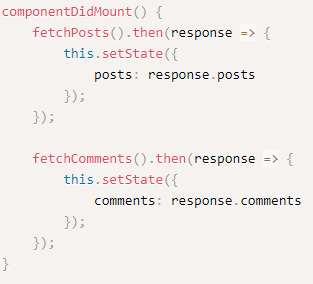 componentDidMount() {
    fetchPosts().then(response => {
        this.setState({
            posts: response.posts
        });
    });

    fetchComments().then(response => {
        this.setState({
            comments: response.comments
        });
    });
}